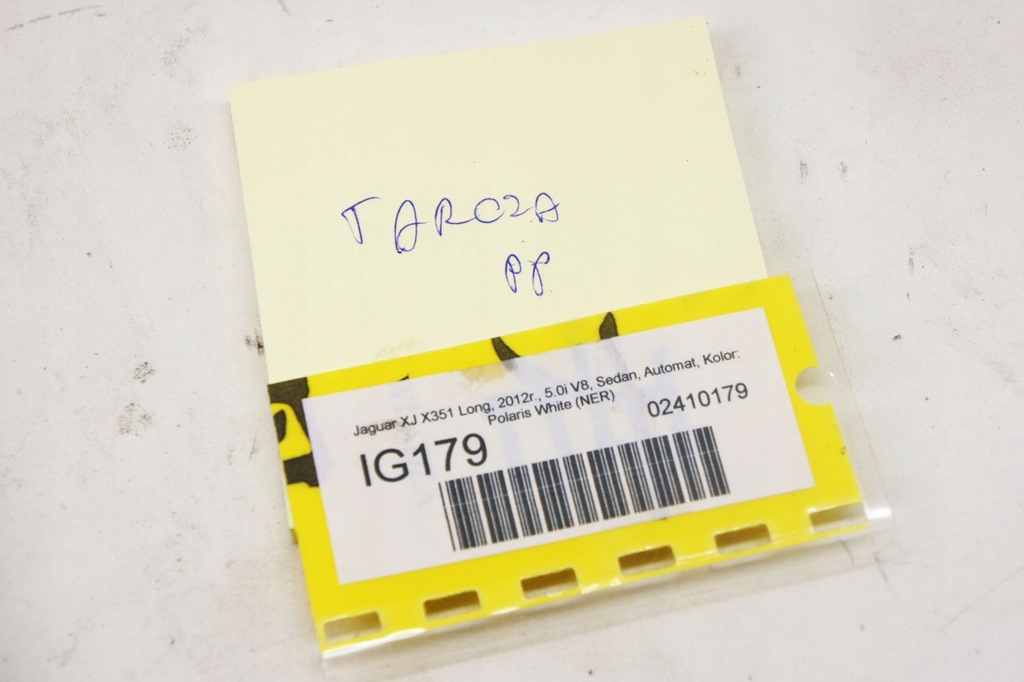 TARCZA
PP
Jaguar XJ X351 Long, 2012r., 5.0i V8, Sedan, Automat, Kolor:
Polaris White (NER)
02410179
IG179